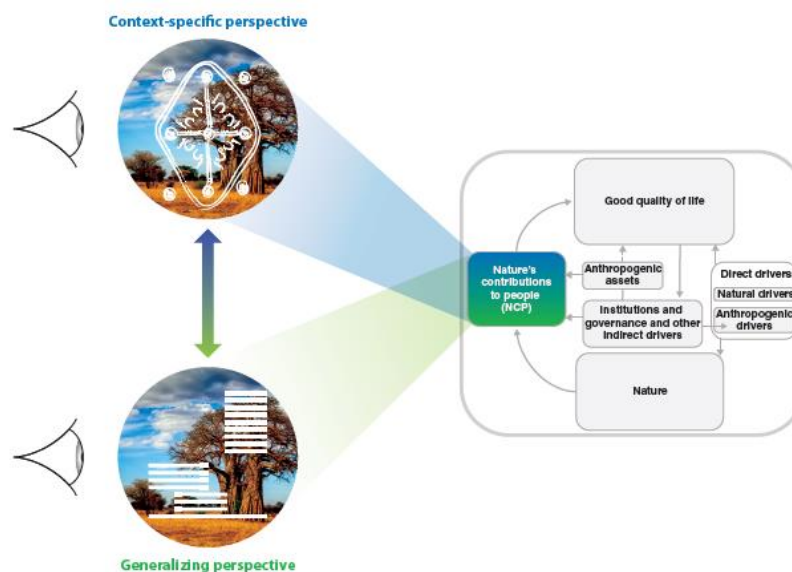 Context-specific perspective
Good quality of life
Nature's
contributions
to people
(NCP)
Anthropogenic
assets
Direct drivers
Natural drivers
Anthropogenic
drivers
Institutions and
governance and other
indirect drivers
Nature
Generalizing perspective